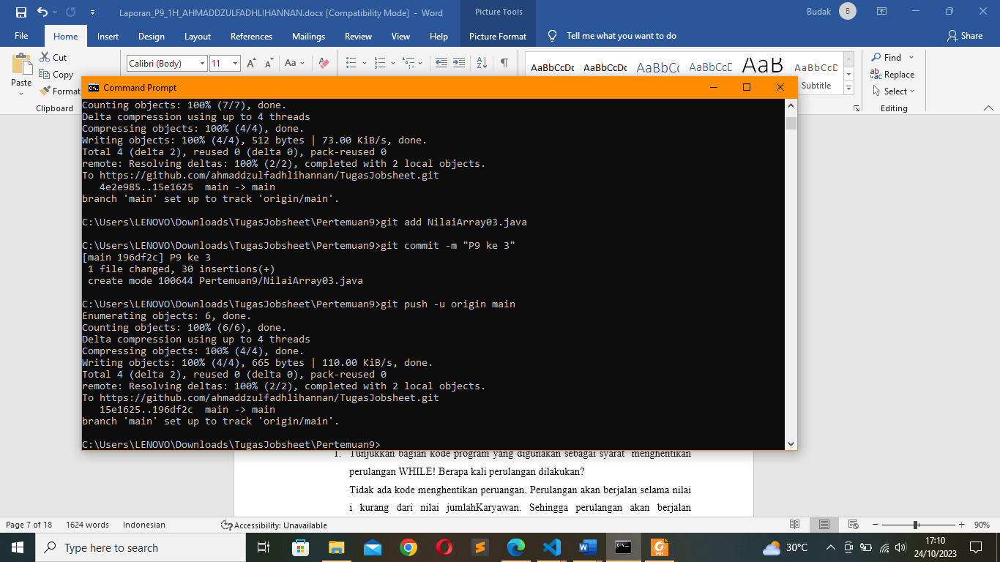 Laporan_P9_1H_AHMADDZULFADHLIHANNAN.docx [Compatibility Mode] - Word
Picture Tools
Budak
B
File
Home
Insert
Design
Layout
References
Mailings
Review
View
Help
Picture Format
Tell me what you want to do
Share
Paste
Cut
Copy
Format
Clipboard
Calibri (Body)
11
AaBbCcDc
AaBbCcDc
AaBbCc
AaBbCcD
AaB
AaBbCcD
Subtitle
Find
Replace
Select
Editing
Command Prompt
Counting objects: 100% (7/7), done.
Delta compression using up to 4 threads
Compressing objects: 100% (4/4), done.
Writing objects: 100% (4/4), 512 bytes | 73.00 KiB/s, done.
Total 4 (delta 2), reused 0 (delta 0), pack-reused 0
remote: Resolving deltas: 100% (2/2), completed with 2 local objects.
To https://github.com/ahmaddzulfadhlihannan/TugasJobsheet.git
4e2e985..15e1625  main -> main
branch 'main' set up to track 'origin/main'.
C:\Users\LENOVO\Downloads\TugasJobsheet\Pertemuan9>git add NilaiArray03.java
C:\Users\LENOVO\Downloads\TugasJobsheet\Pertemuan9>git commit -m "P9 ke 3"
[main 196df2c] P9 ke 3
1 file changed, 30 insertions(+)
create mode 100644 Pertemuan9/NilaiArray03.java
C:\Users\LENOVO\Downloads\TugasJobsheet\Pertemuan9>git push -u origin main
Enumerating objects: 6, done.
Counting objects: 100% (6/6), done.
Delta compression using up to 4 threads
Compressing objects: 100% (4/4), done.
Writing objects: 100% (4/4), 665 bytes | 110.00 KiB/s, done.
Total 4 (delta 2), reused 0 (delta 0), pack-reused 0
remote: Resolving deltas: 100% (2/2), completed with 2 local objects.
To https://github.com/ahmaddzulfadhlihannan/TugasJobsheet.git
15e1625..196df2c  main -> main
branch 'main' set up to track 'origin/main'.
C:\Users\LENOVO\Downloads\TugasJobsheet\Pertemuan9>
1. Tunjukkan bagian kode program yang digunakan sebagai syarat menghentikan
perulangan WHILE! Berapa kali perulangan dilakukan?
Tidak ada kode menghentikan peruangan. Perulangan akan berjalan selama nilai
i kurang dari nilai jumlahKaryawan. Sehingga perulangan akan berjalan
Page 7 of 18
1624 words
Indonesian
Accessibility: Unavailable
90%
Type here to search
30°C
17:10
24/10/2023